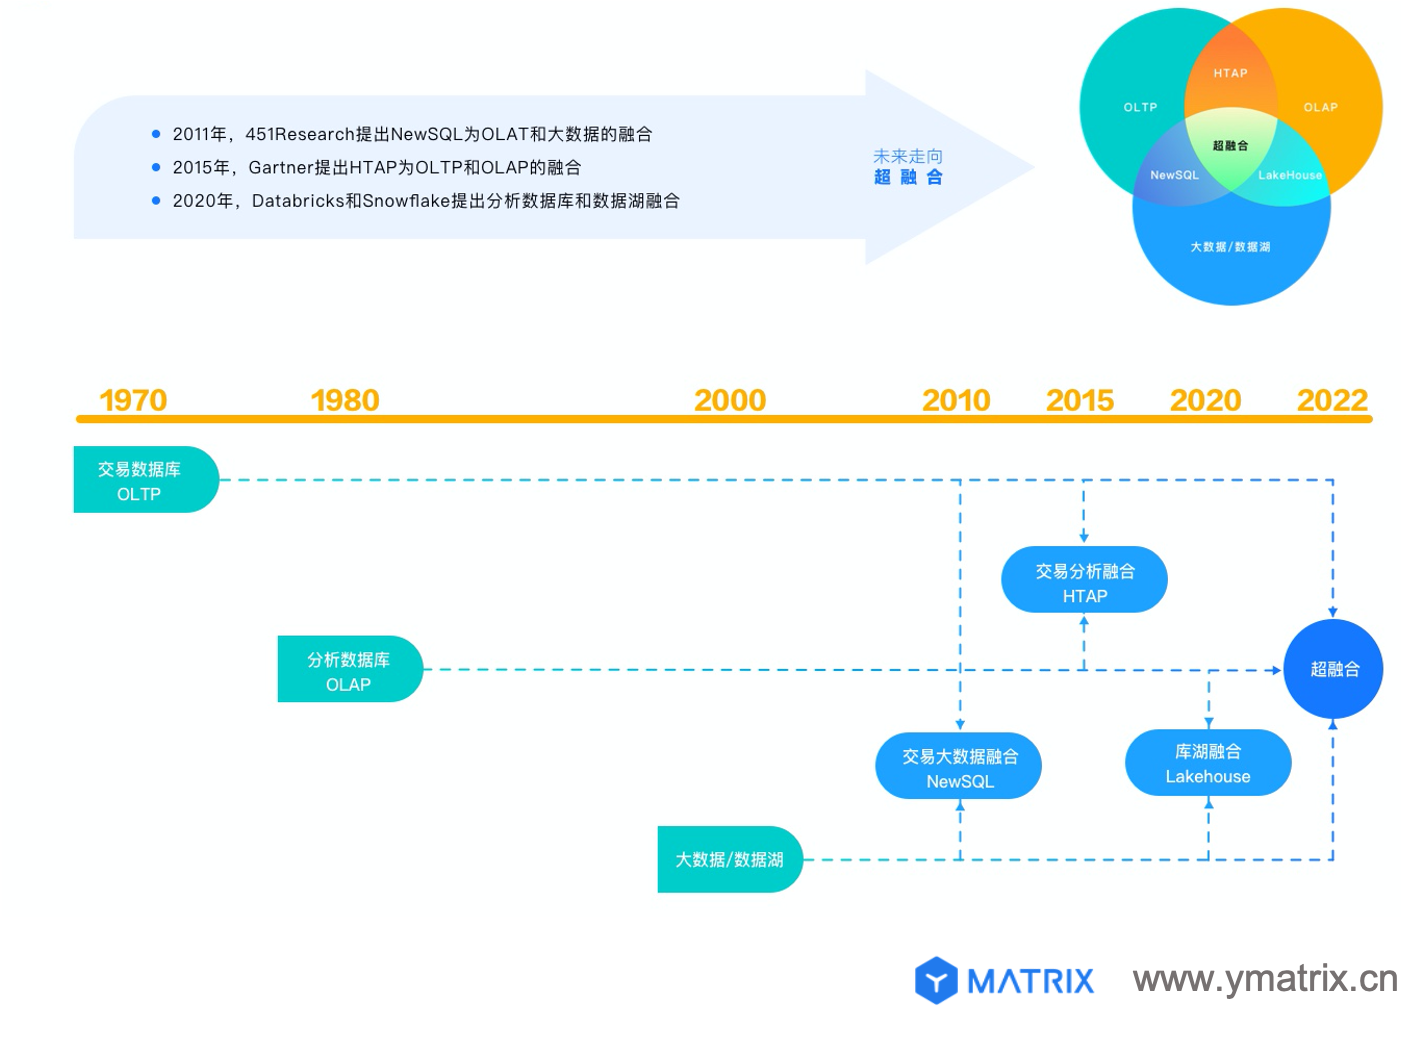 2011年，451Research提出NewSQL为OLAT和大数据的融合
2015年，Gartner提出HTAP为OLTP和OLAP的融合
2020年，Databricks和Snowflake提出分析数据库和数据湖融合
未来走向
超融合
HTAP
OLTP
OLAP
超融合
NewSQL
LakeHouse
大数据/数据湖
1970
1980
2000
2010
2015
2020
2022
交易数据库
OLTP
交易分析融合
HTAP
分析数据库
OLAP
超融合
交易大数据融合
NewSQL
库湖融合
Lakehouse
大数据/数据湖
Y MATRIX
www.ymatrix.cn